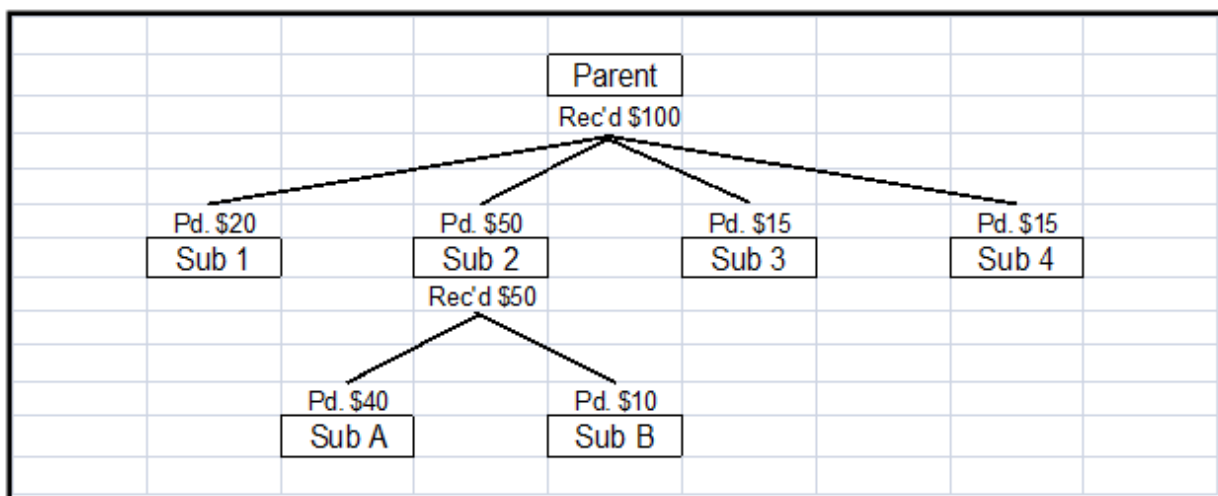 Parent
Rec'd $100
Pd. $20 Pd. $50 Pd. $15 Pd. $15
Sub 1 Sub 2 Sub 3 Sub 4
Rec'd $50
Pd. $40 Pd. $10
Sub A Sub B